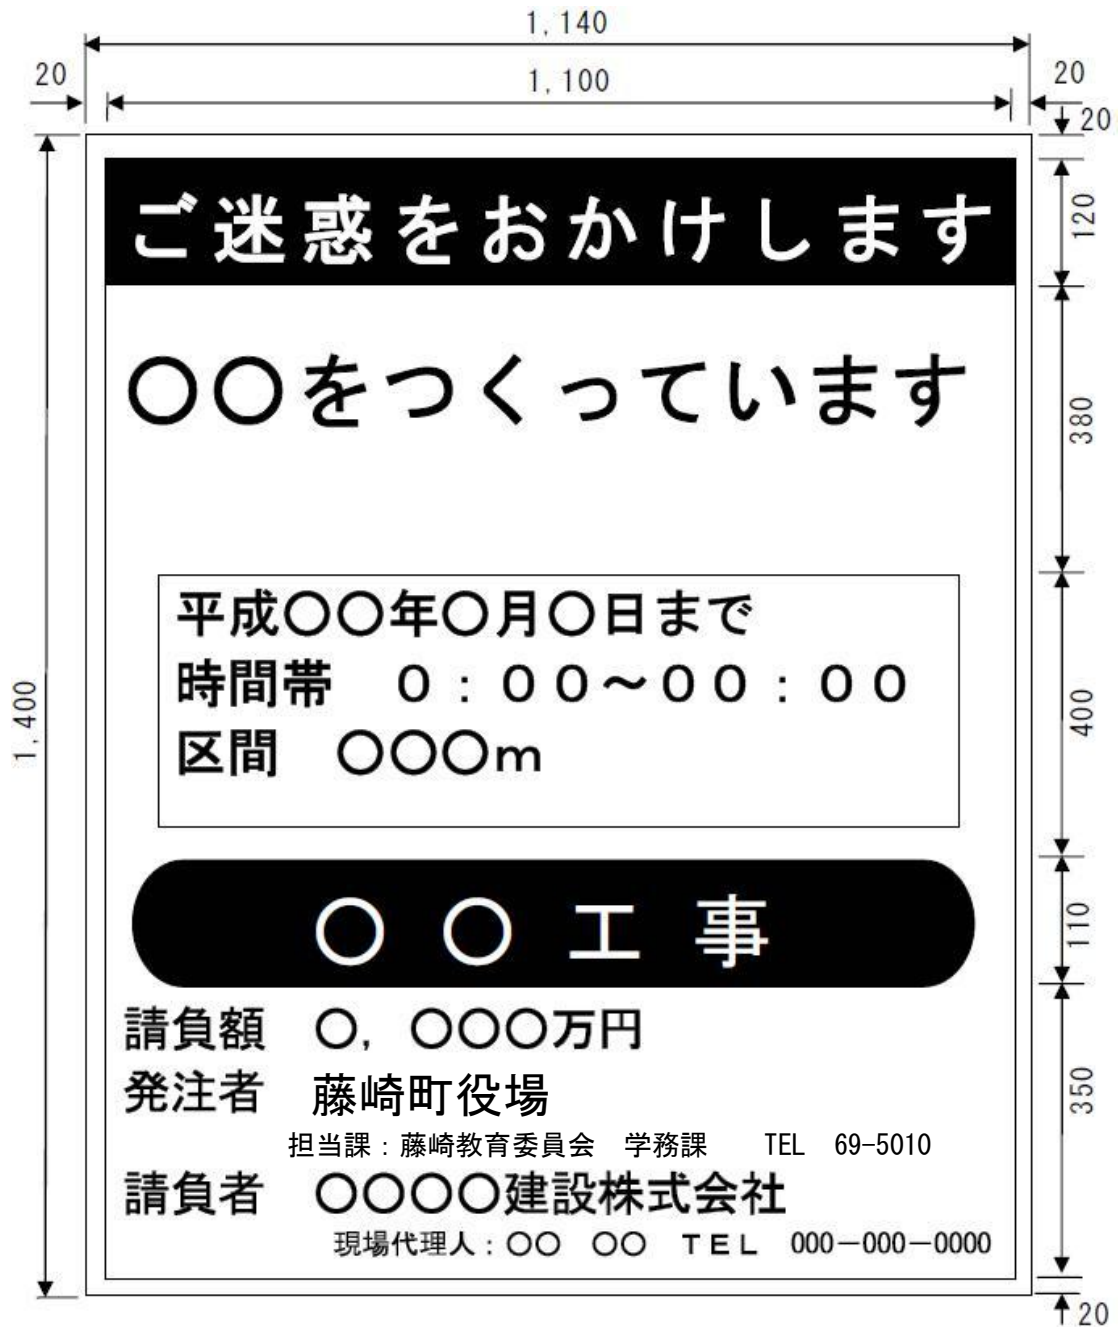 1,140
20
1,100
20
20
ご迷惑をおかけします
120
〇〇をつくっています
380
平成〇〇年〇月〇日まで
時間帯　０：００～００：００
区間　〇〇〇ｍ
400
1,400
〇〇工事
110
請負額　〇，〇〇〇万円
発注者　藤崎町役場
担当課：藤崎教育委員会　学務課　　TEL　69-5010
350
請負者　〇〇〇〇建設株式会社
現場代理人：〇〇　〇〇　ＴＥＬ　000－000－0000
20